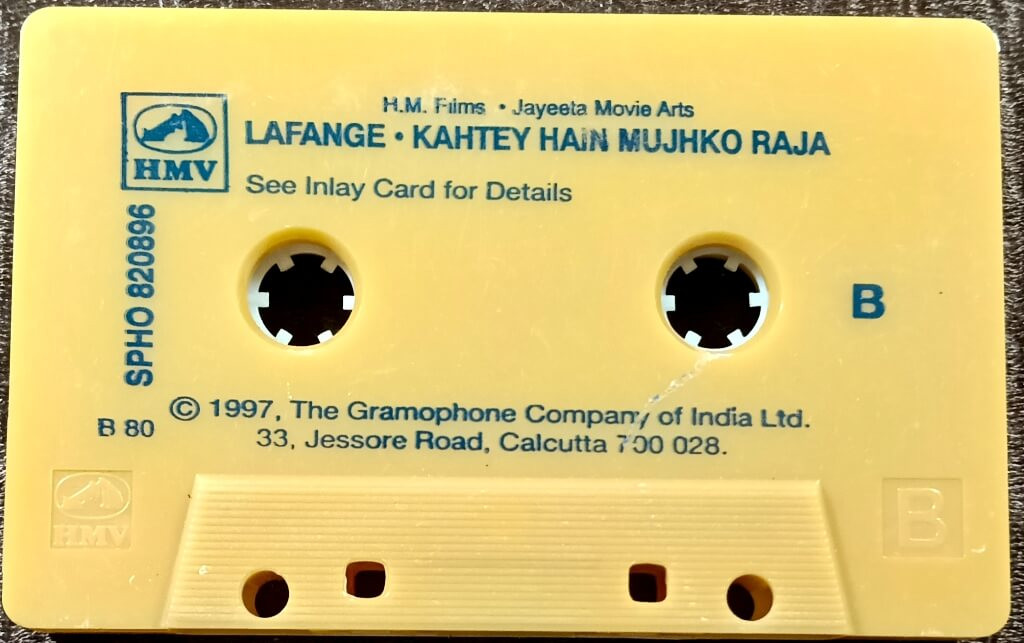 H.M. Films • Jayeeta Movie Arts
HMV
LAFANGE • KAHTEY HAIN MUJHKO RAJA
See Inlay Card for Details
SPHO 820896
B
© 1997, The Gramophone Company of India Ltd.
B 80
33, Jessore Road, Calcutta 700 028.
HMV
B